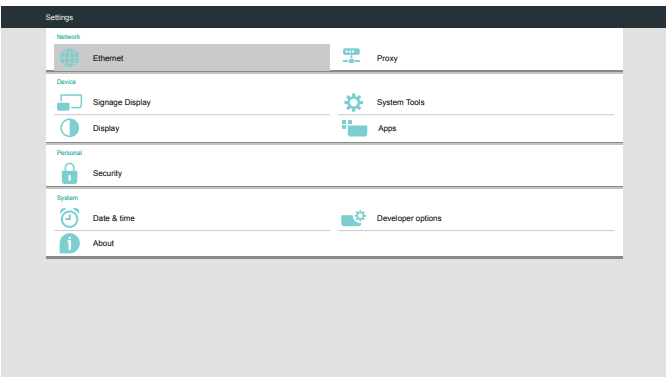 Settings
Network
Ethernet
Proxy
Device
Signage Display
System Tools
Display
Apps
Personal
Security
System
Date & time
Developer options
About